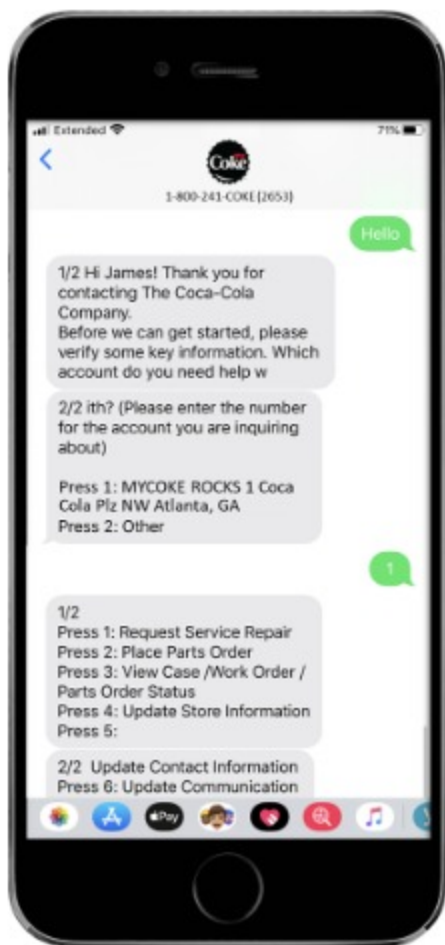 Extended
71%
Coke
1-800-241-COKE (2653)
Hello
1/2 Hi James! Thank you for
contacting The Coca-Cola
Company.
Before we can get started, please
verify some key information. Which
account do you need help w
2/2 ith? (Please enter the number
for the account you are inquiring
about)
Press 1: MYCOKE ROCKS 1 Coca
Cola Plz NW Atlanta, GA
Press 2: Other
1
1/2
Press 1: Request Service Repair
Press 2: Place Parts Order
Press 3: View Case /Work Order /
Parts Order Status
Press 4: Update Store Information
Press 5:
2/2 Update Contact Information
Press 6: Update Communication
Pay